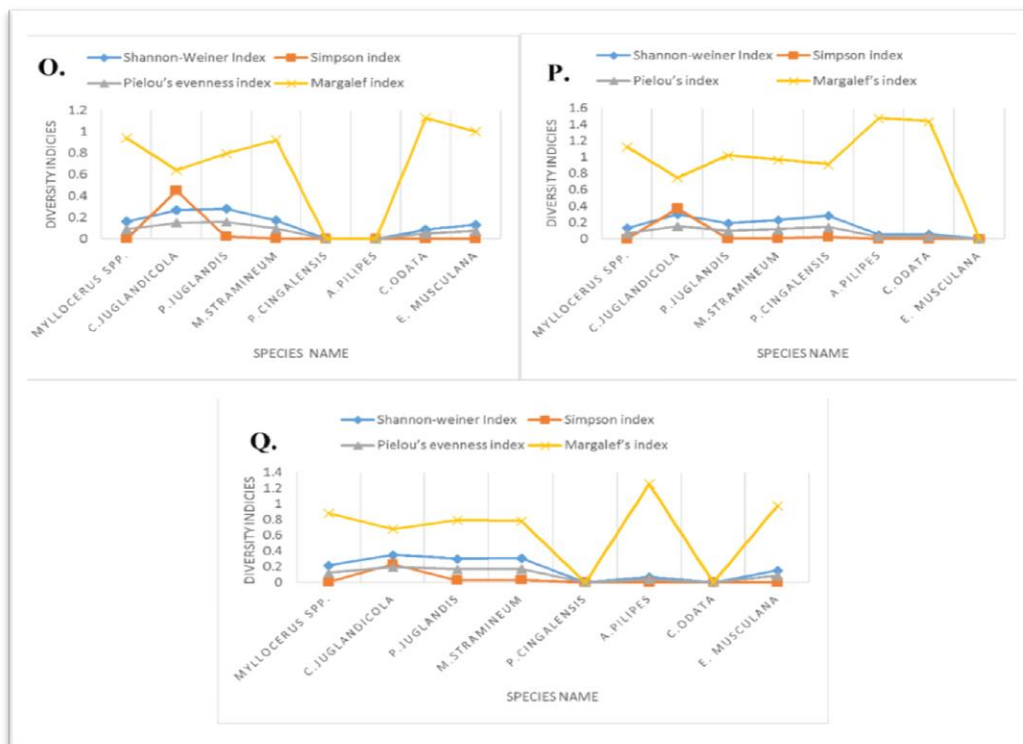 O.
Shannon-Weiner Index Simpson index
Pielou's evenness index Margalef index
DIVERSITY INDICIES
1.2
1
0.8
0.6
0.4
0.2
0
MYLLOCERUS SPP.
C.JUGLANDICOLA
P.JUGLANDIS
M.STRAMINEUM
P.CINGALENSIS
A.PILIPES
C.ODATA
E. MUSCULANA
SPECIES NAME
P.
Shannon-weiner Index Simpson index
Pielou's index Margalef's index
DIVERSITY INDICIES
1.6
1.4
1.2
1
0.8
0.6
0.4
0.2
0
MYLLOCERUS SPP.
C.JUGLANDICOLA
P.JUGLANDIS
M.STRAMINEUM
P.CINGALENSIS
A.PILIPES
C.ODATA
E. MUSCULANA
SPECIES NAME
Q.
Shannon-weiner Index Simpson index
Pielou's evenness index Margalef's index
DIVERSITY INDICIES
1.4
1.2
1
0.8
0.6
0.4
0.2
0
MYLLOCERUS SPP.
C.JUGLANDICOLA
P.JUGLANDIS
M.STRAMINEUM
P.CINGALENSIS
A.PILIPES
C.ODATA
E. MUSCULANA
SPECIES NAME